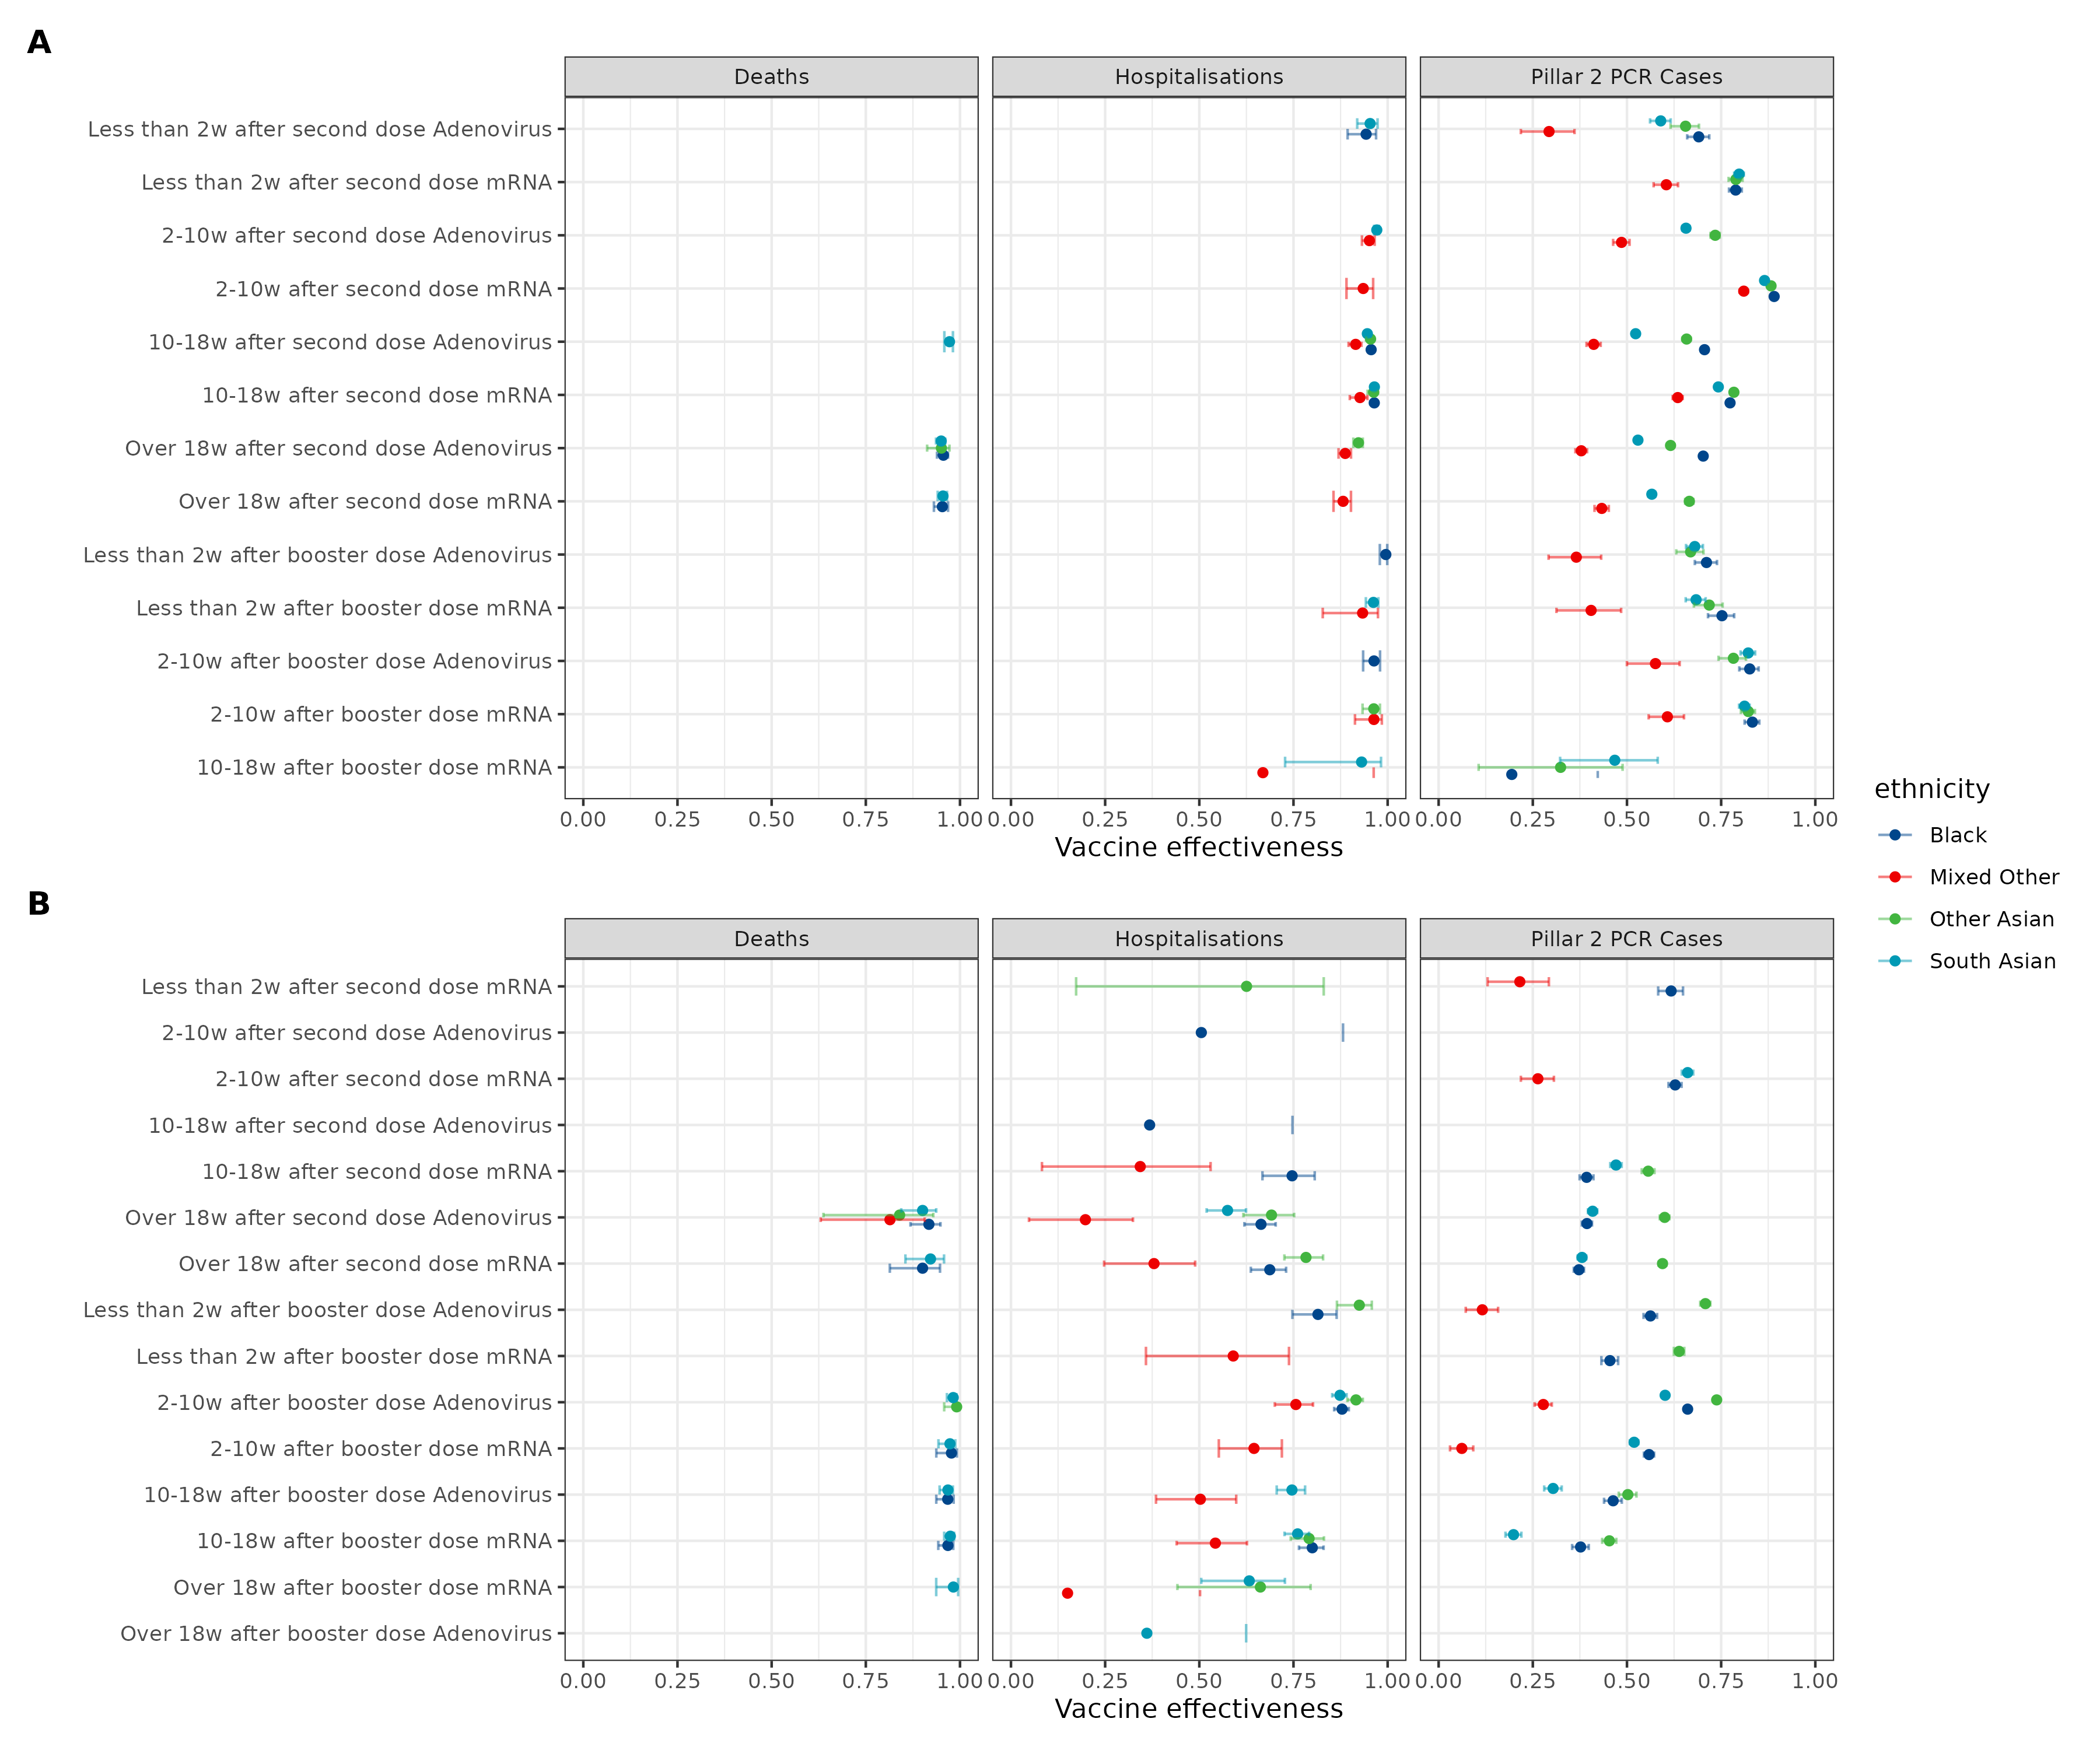 A
Deaths
Hospitalisations
Pillar 2 PCR Cases
Less than 2w after second dose Adenovirus
Less than 2w after second dose mRNA
2-10w after second dose Adenovirus
2-10w after second dose mRNA
10-18w after second dose Adenovirus
10-18w after second dose mRNA
Over 18w after second dose Adenovirus
Over 18w after second dose mRNA
Less than 2w after booster dose Adenovirus
Less than 2w after booster dose mRNA
2-10w after booster dose Adenovirus
2-10w after booster dose mRNA
10-18w after booster dose mRNA
0.00 0.25 0.50 0.75 1.00 0.00 0.25 0.50 0.75 1.00 0.00 0.25 0.50 0.75 1.00
Vaccine effectiveness
ethnicity
Black
Mixed Other
Other Asian
South Asian
B
Deaths
Hospitalisations
Pillar 2 PCR Cases
Less than 2w after second dose mRNA
2-10w after second dose Adenovirus
2-10w after second dose mRNA
10-18w after second dose Adenovirus
10-18w after second dose mRNA
Over 18w after second dose Adenovirus
Over 18w after second dose mRNA
Less than 2w after booster dose Adenovirus
Less than 2w after booster dose mRNA
2-10w after booster dose Adenovirus
2-10w after booster dose mRNA
10-18w after booster dose Adenovirus
10-18w after booster dose mRNA
Over 18w after booster dose mRNA
Over 18w after booster dose Adenovirus
0.00 0.25 0.50 0.75 1.00 0.00 0.25 0.50 0.75 1.00 0.00 0.25 0.50 0.75 1.00
Vaccine effectiveness